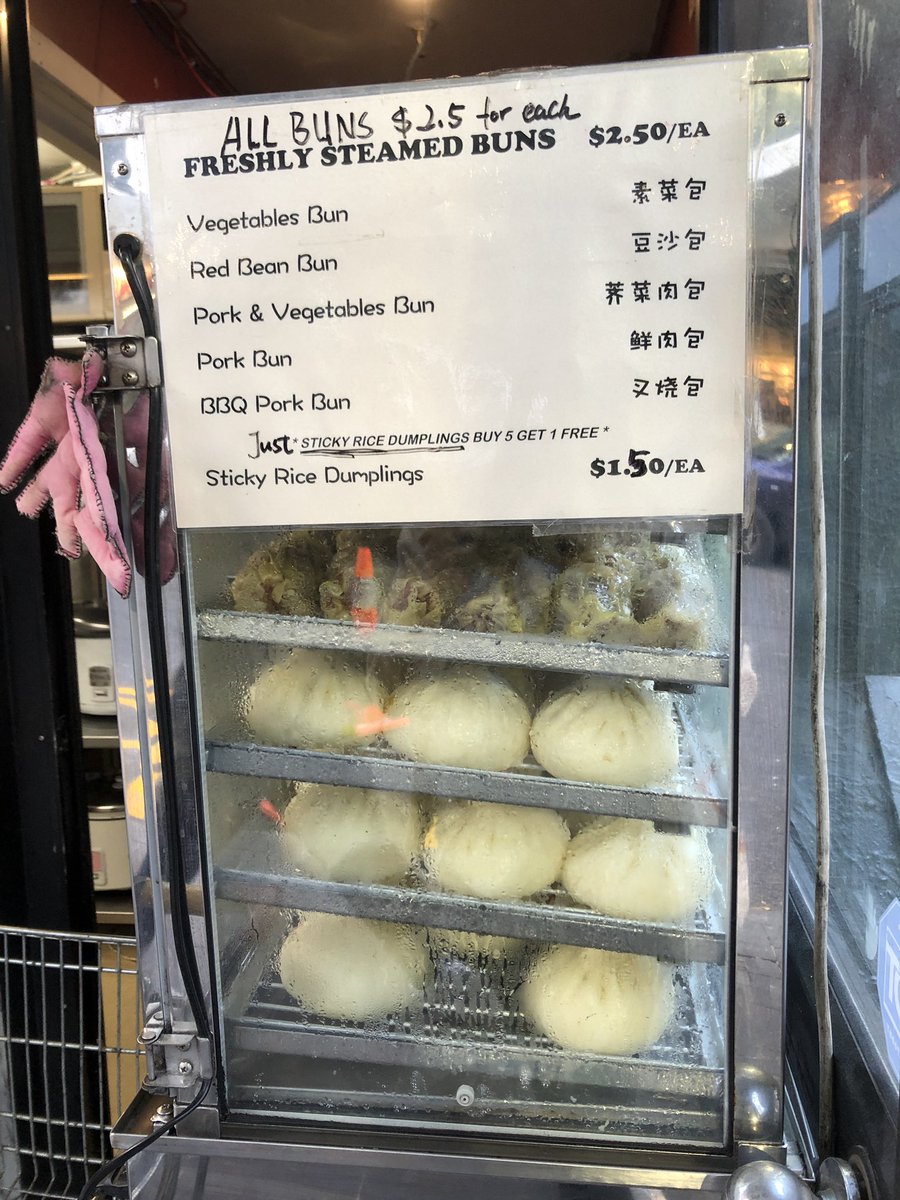 ALL BUNS $2.5 for each
FRESHLY STEAMED BUNS $2.50/EA
Vegetables Bun 素菜包
Red Bean Bun 豆沙包
Pork & Vegetables Bun 荠菜肉包
Pork Bun 鲜肉包
BBQ Pork Bun 叉烧包
Just * STICKY RICE DUMPLINGS BUY 5 GET 1 FREE *
Sticky Rice Dumplings $1.50/EA